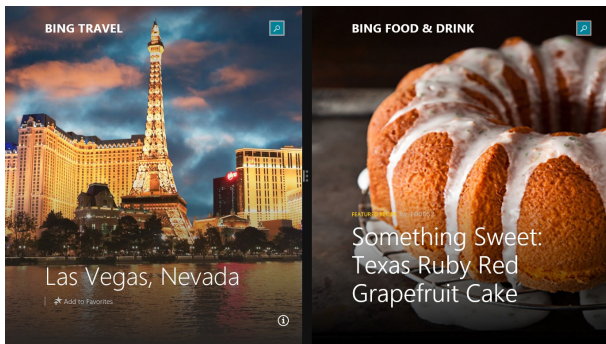 BING TRAVEL
Las Vegas, Nevada
Add to Favorites
BING FOOD & DRINK
Something Sweet:
Texas Ruby Red
Grapefruit Cake